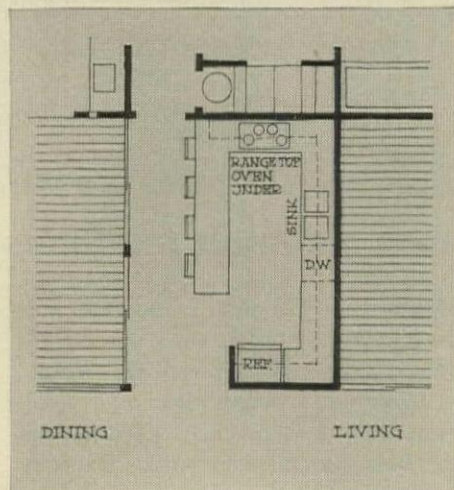 RANGE TOP
OVEN
UNDER
SINK
DW
REF.
DINING
LIVING